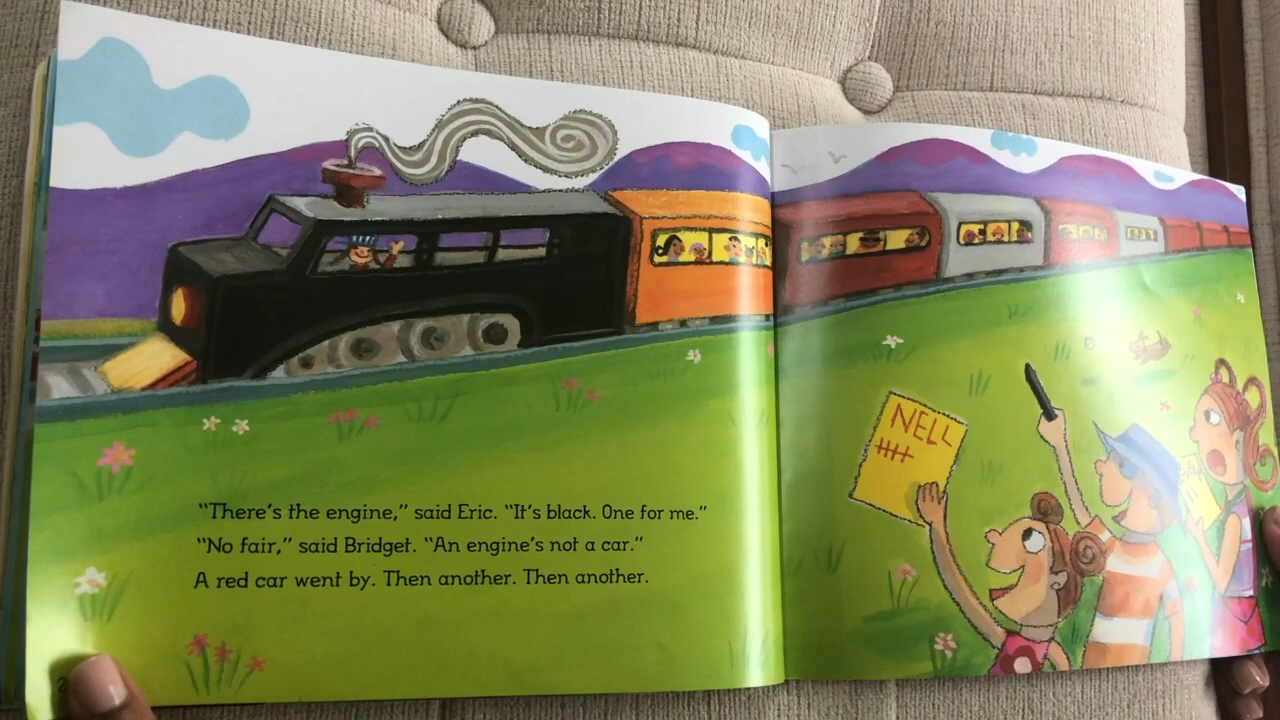 NELL
"There's the engine," said Eric. "It's black. One for me."
"No fair," said Bridget. "An engine's not a car."
A red car went by. Then another. Then another.